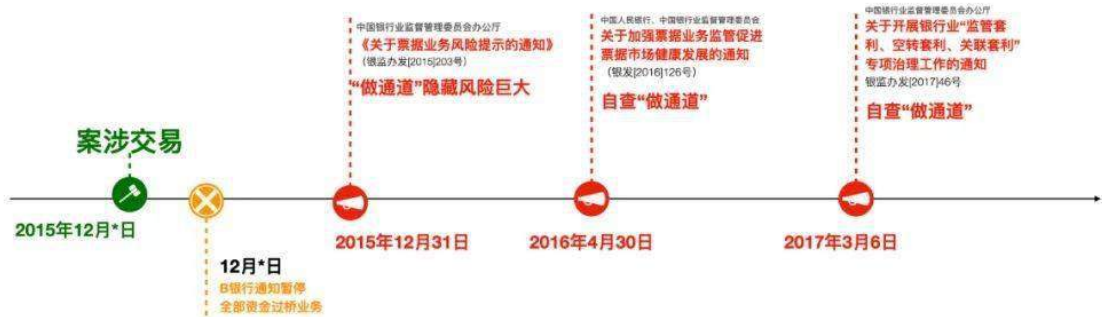 案涉交易
2015年12月*日
12月*日
B银行通知暂停
全部资金过桥业务
中国银行业监督管理委员会办公厅
《关于票据业务风险提示的通知》
（银监办发[2015]203号）
“做通道”隐藏风险巨大
2015年12月31日
中国人民银行、中国银行业监督管理委员会
关于加强票据业务监管促进
票据市场健康发展的通知
（银发[2016]126号）
自查“做通道”
2016年4月30日
中国银行业监督管理委员会办公厅
关于开展银行业“监管套
利、空转套利、关联套利”
专项治理工作的通知
银监办发[2017]46号
自查“做通道”
2017年3月6日